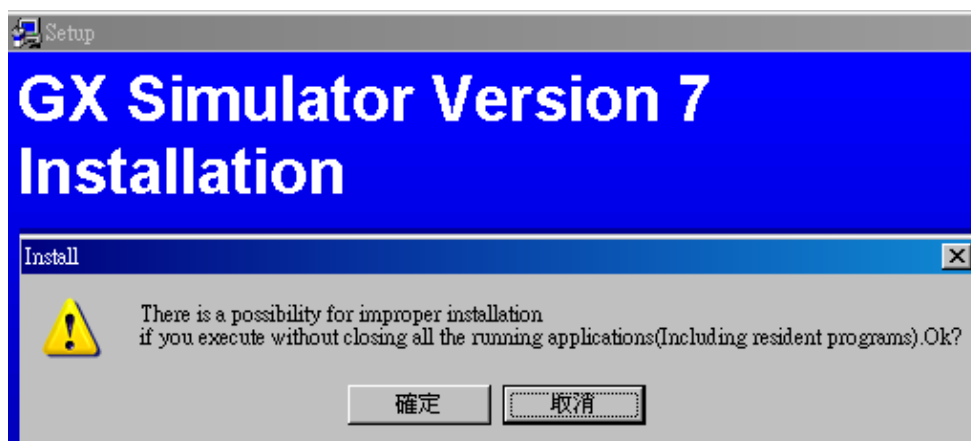 Setup
GX Simulator Version 7
Installation
Install
There is a possibility for improper installation
if you execute without closing all the running applications(Including resident programs).Ok?
確定
取消